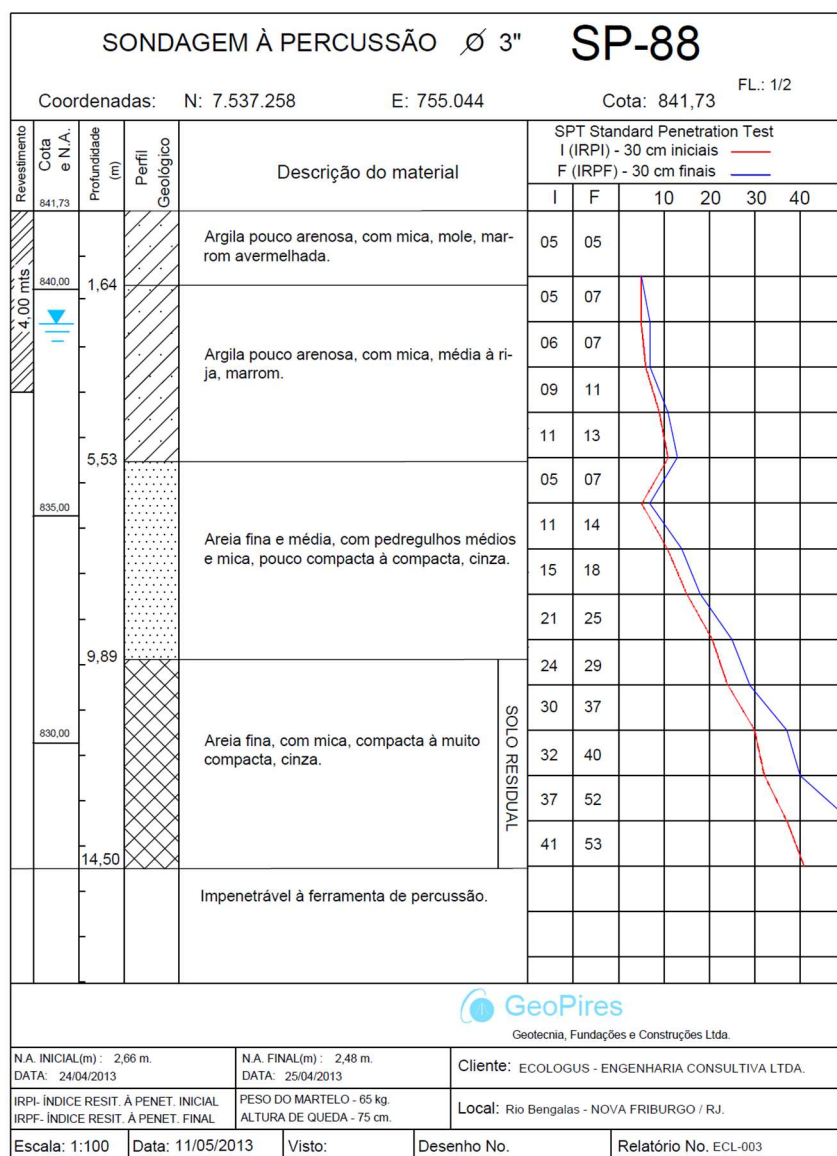 SONDAGEM À PERCUSSÃO Ø 3" SP-88
FL.: 1/2
Coordenadas: N: 7.537.258 E: 755.044 Cota: 841,73
Revestimento
Cota e N.A.
841,73
Profundidade (m)
Perfil Geológico
Descrição do material
SPT Standard Penetration Test
I (IRPI) - 30 cm iniciais
F (IRPF) - 30 cm finais
I F 10 20 30 40
Argila pouco arenosa, com mica, mole, mar-
rom avermelhada.
05 05
4,00 mts
840,00 1,64
05 07
06 07
Argila pouco arenosa, com mica, média à ri-
ja, marrom.
09 11
11 13
5,53
05 07
835,00
11 14
Areia fina e média, com pedregulhos médios
e mica, pouco compacta à compacta, cinza.
15 18
21 25
9,89
24 29
30 37
830,00
Areia fina, com mica, compacta à muito
compacta, cinza.
SOLO RESIDUAL
32 40
37 52
41 53
14,50
Impenetrável à ferramenta de percussão.
GeoPires
Geotecnia, Fundações e Construções Ltda.
N.A. INICIAL(m) : 2,66 m.
DATA: 24/04/2013
N.A. FINAL(m) : 2,48 m.
DATA: 25/04/2013
Cliente: ECOLOGUS - ENGENHARIA CONSULTIVA LTDA.
IRPI- ÍNDICE RESIT. À PENET. INICIAL
IRPF- ÍNDICE RESIT. À PENET. FINAL
PESO DO MARTELO - 65 kg.
ALTURA DE QUEDA - 75 cm.
Local: Rio Bengalas - NOVA FRIBURGO / RJ.
Escala: 1:100 Data: 11/05/2013 Visto: Desenho No. Relatório No. ECL-003